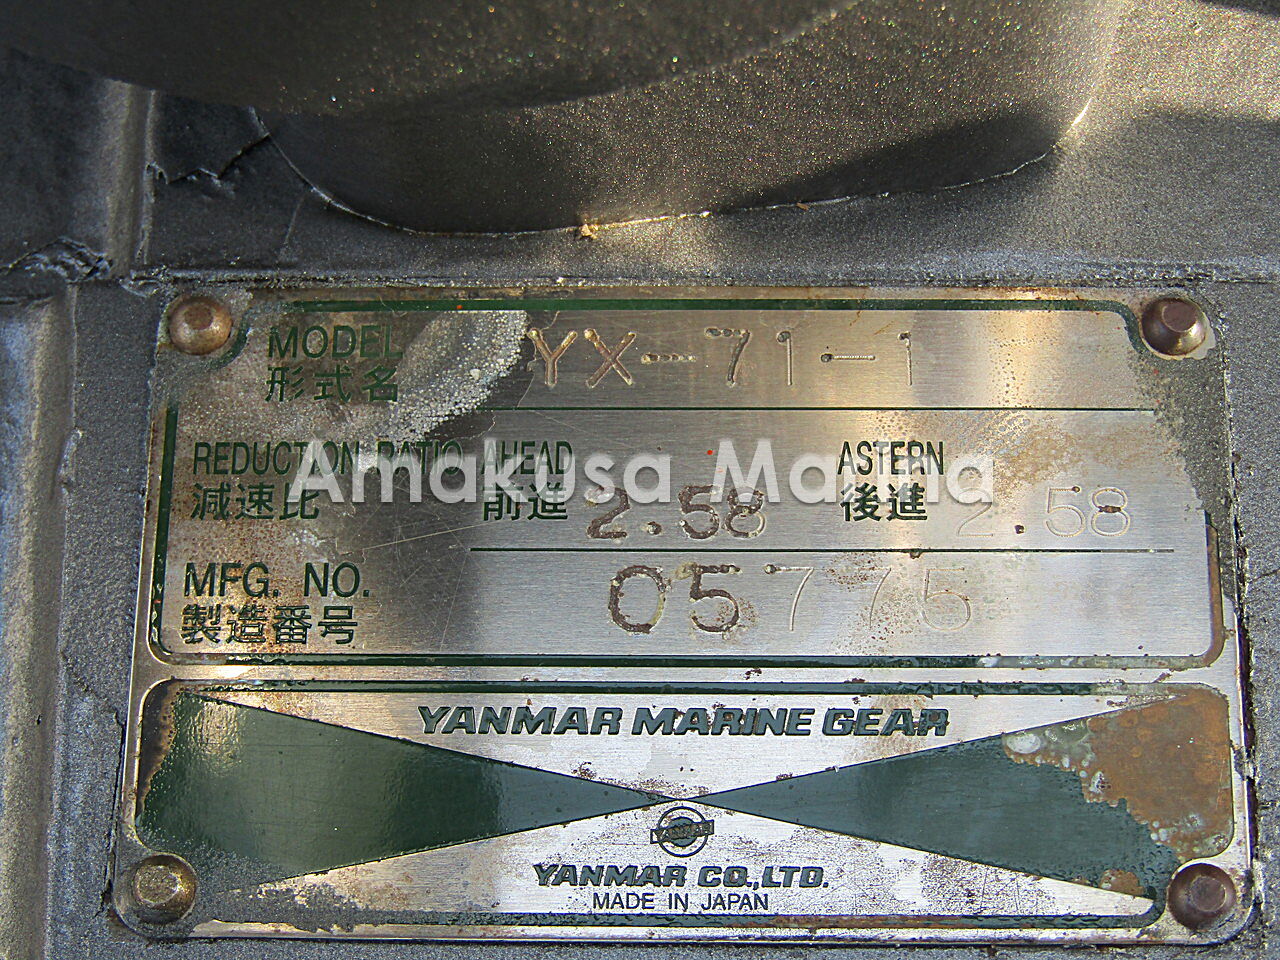 MODEL YX-71-1
形式名
REDUCTION RATIO AHEAD 2.58 ASTERN 2.58
減速比 前進 後進
Amakusa Marina
MFG. NO. 05775
製造番号
YANMAR MARINE GEAR
YANMAR
YANMAR CO., LTD.
MADE IN JAPAN